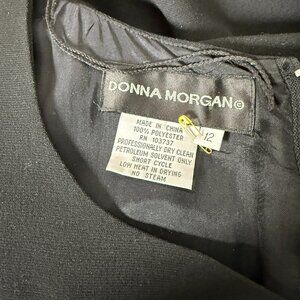 DONNA MORGAN©
12
MADE IN CHINA
100% POLYESTER
RN 103737
PROFESSIONALLY DRY CLEAN
PETROLEUM SOLVENT ONLY
SHORT CYCLE
LOW HEAT IN DRYING
NO STEAM